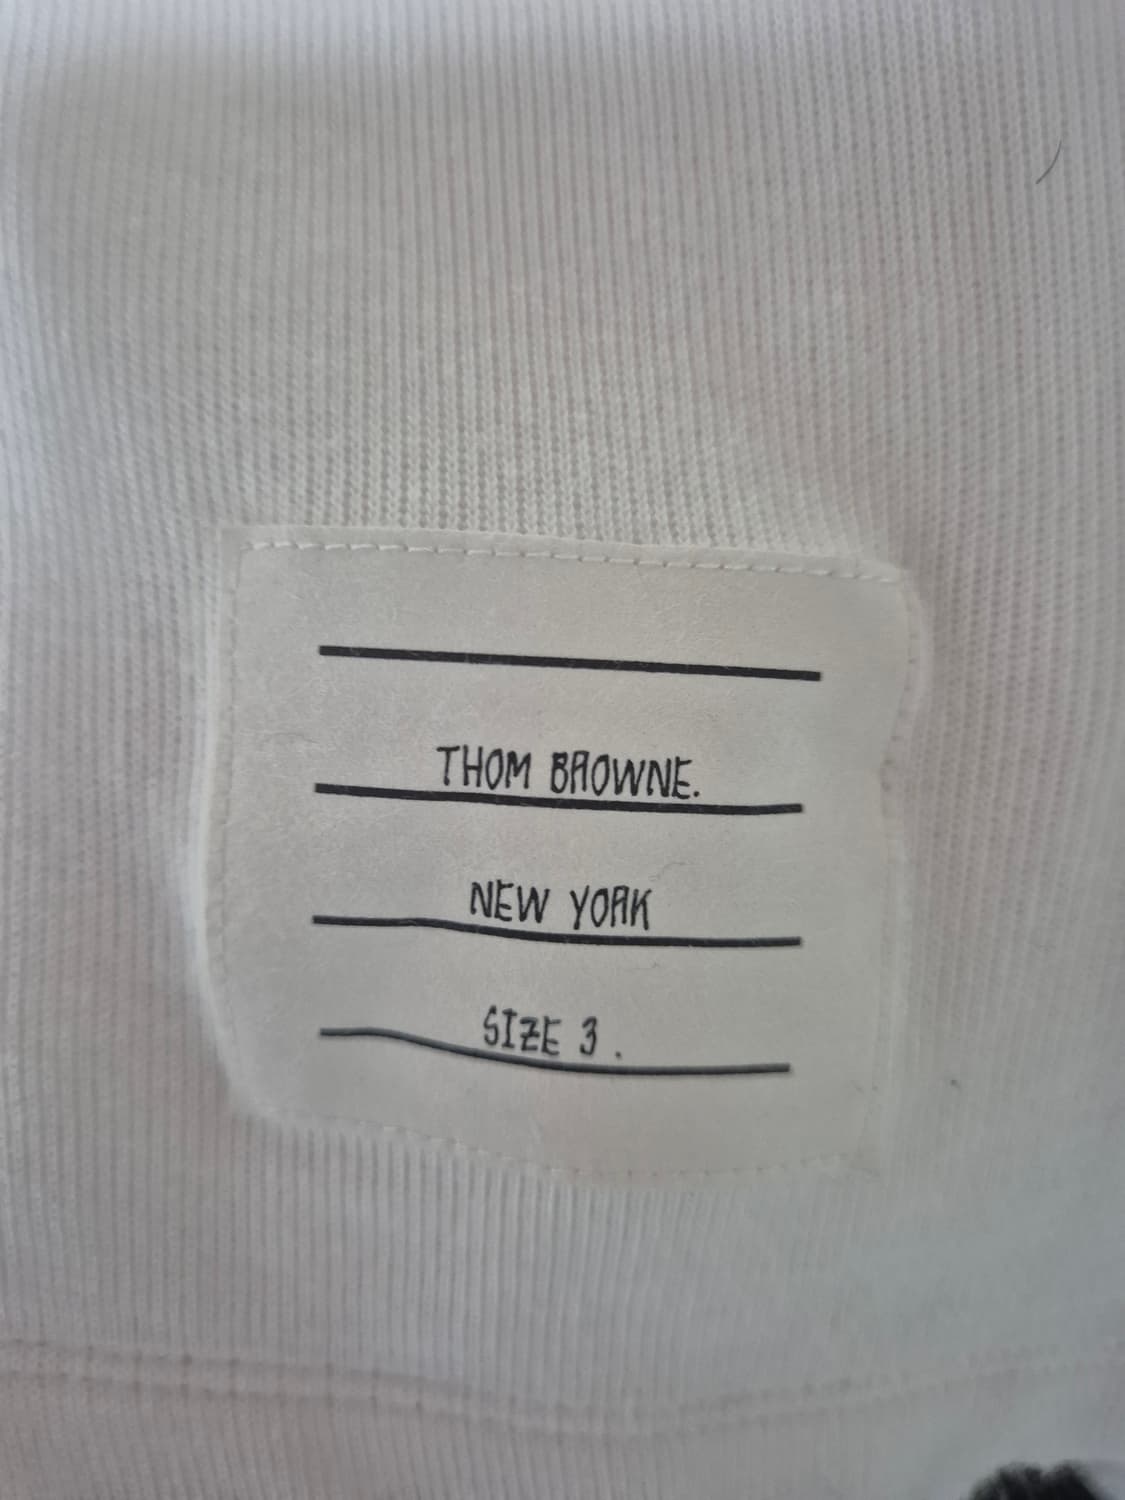 THOM BROWNE.
NEW YORK
SIZE 3.